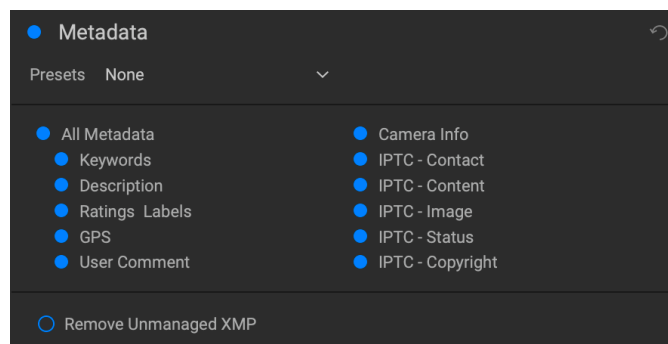 Metadata
Presets None
All Metadata
Keywords
Description
Ratings Labels
GPS
User Comment
Camera Info
IPTC - Contact
IPTC - Content
IPTC - Image
IPTC - Status
IPTC - Copyright
Remove Unmanaged XMP